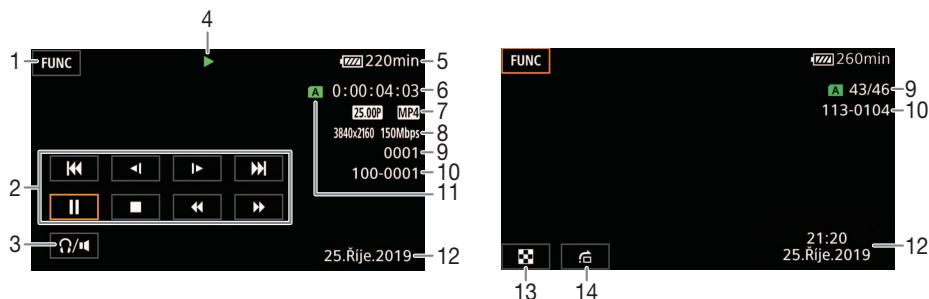 4
1 FUNC 220min 5
A 0:00:04:03 6
25.00P MP4 7
3840x2160 150Mbps 8
0001 9
100-0001 10
11
2
3
25.Říje.2019 12
FUNC 260min
A 43/46 9
113-0104 10
21:20
25.Říje.2019 12
13 14